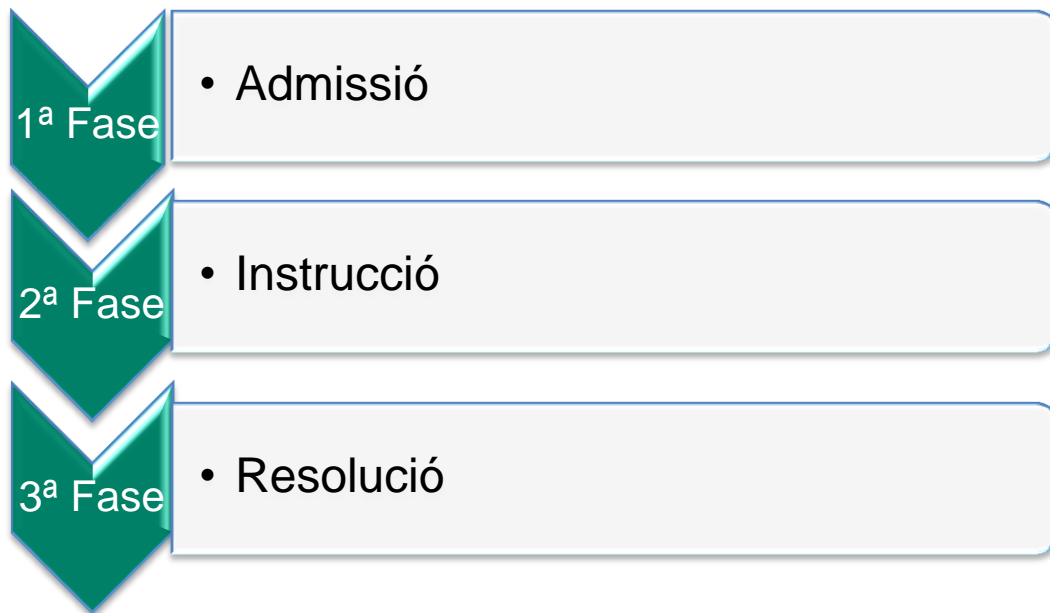 1ª Fase
• Admissió
2ª Fase
• Instrucció
3ª Fase
• Resolució